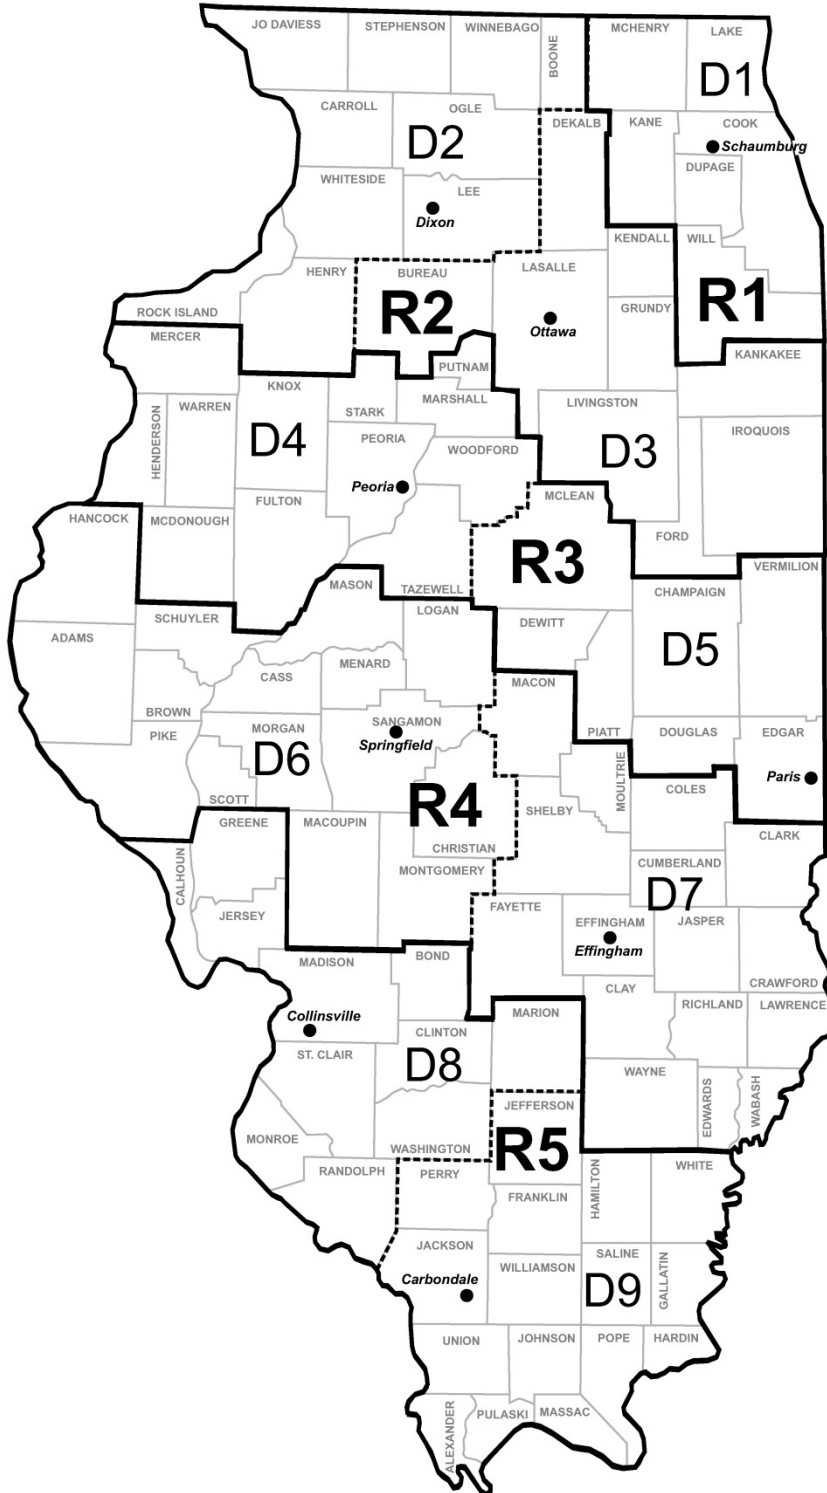 JO DAVIESS
STEPHENSON
WINNEBAGO
BOONE
MCHENRY
LAKE
D1
CARROLL
OGLE
DEKALB
KANE
COOK
D2
Schaumburg
DUPAGE
WHITESIDE
LEE
Dixon
KENDALL
WILL
HENRY
BUREAU
LASALLE
R2
R1
ROCK ISLAND
Ottawa
GRUNDY
MERCER
KANKAKEE
PUTNAM
KNOX
MARSHALL
STARK
LIVINGSTON
HENDERSON
WARREN
D4
PEORIA
WOODFORD
D3
IROQUOIS
Peoria
MCLEAN
FULTON
HANCOCK
MCDONOUGH
FORD
R3
VERMILION
MASON
TAZEWELL
CHAMPAIGN
LOGAN
SCHUYLER
DEWITT
ADAMS
D5
MENARD
CASS
MACON
BROWN
SANGAMON
PIKE
MORGAN
PIATT
DOUGLAS
EDGAR
Springfield
D6
MOULTRIE
Paris
COLES
SCOTT
R4
SHELBY
GREENE
MACOUPIN
CLARK
CHRISTIAN
CALHOUN
MONTGOMERY
CUMBERLAND
D7
FAYETTE
JERSEY
EFFINGHAM
JASPER
Effingham
MADISON
BOND
CLAY
CRAWFORD
RICHLAND
LAWRENCE
Collinsville
MARION
CLINTON
ST. CLAIR
D8
WAYNE
EDWARDS
WABASH
JEFFERSON
MONROE
R5
WASHINGTON
RANDOLPH
PERRY
HAMILTON
WHITE
FRANKLIN
JACKSON
SALINE
GALLATIN
WILLIAMSON
Carbondale
D9
UNION
JOHNSON
POPE
HARDIN
ALEXANDER
PULASKI
MASSAC